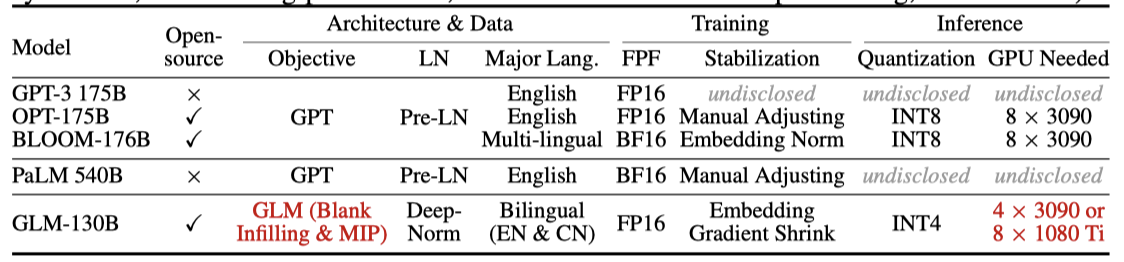 Architecture & Data Training Inference
Model Open-source Objective LN Major Lang. FPF Stabilization Quantization GPU Needed
GPT-3 175B × English FP16 undisclosed undisclosed undisclosed
OPT-175B ✓ GPT Pre-LN English FP16 Manual Adjusting INT8 8 × 3090
BLOOM-176B ✓ Multi-lingual BF16 Embedding Norm INT8 8 × 3090
PaLM 540B × GPT Pre-LN English BF16 Manual Adjusting undisclosed undisclosed
GLM-130B ✓ GLM (Blank Infilling & MIP) Deep-Norm Bilingual (EN & CN) FP16 Embedding Gradient Shrink INT4 4 × 3090 or 8 × 1080 Ti